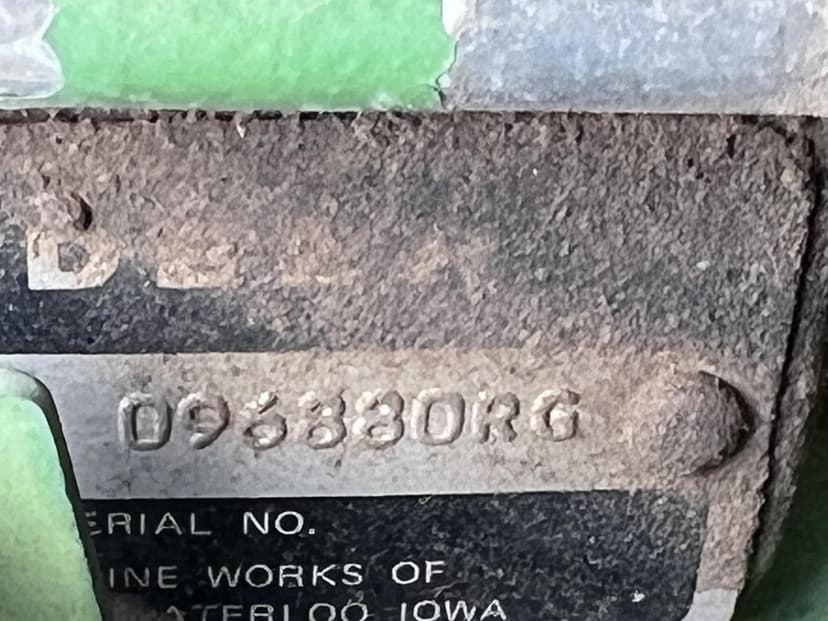 096880RG
ERIAL NO.
INE WORKS OF
ATERLOO IOWA